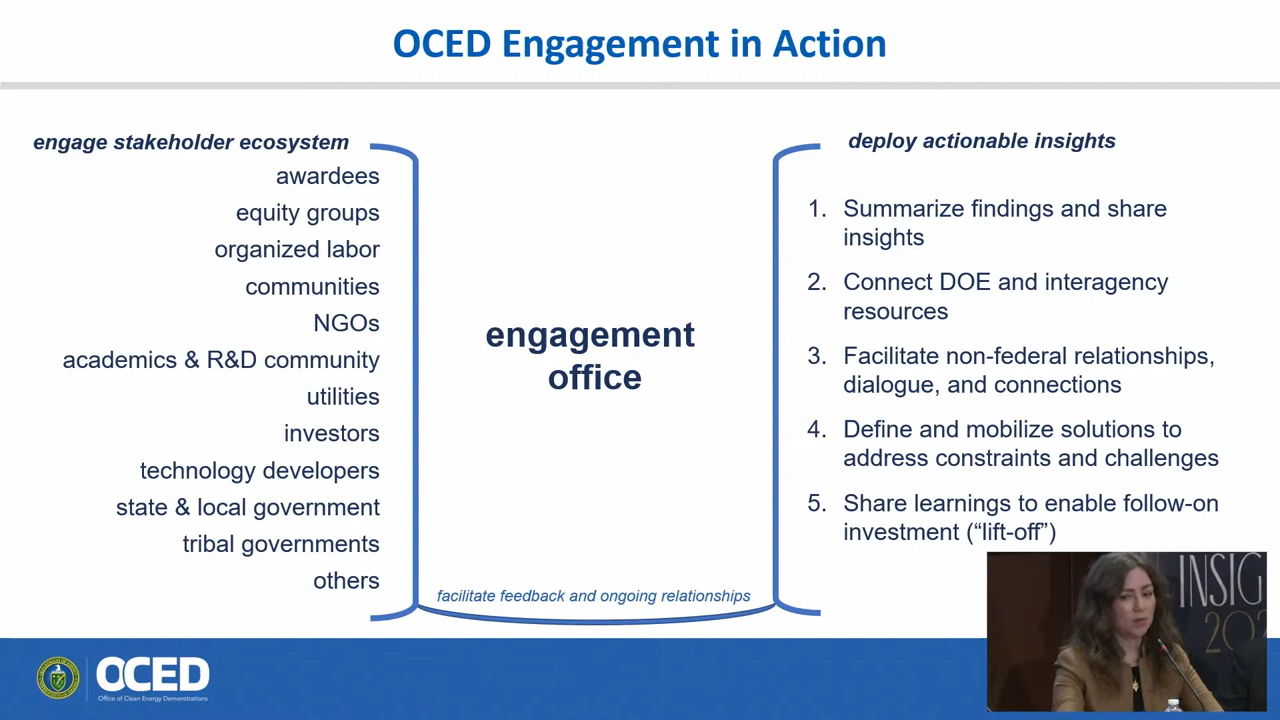 OCED Engagement in Action
engage stakeholder ecosystem
awardees
equity groups
organized labor
communities
NGOs
academics & R&D community
utilities
investors
technology developers
state & local government
tribal governments
others
engagement
office
facilitate feedback and ongoing relationships
deploy actionable insights
1. Summarize findings and share
insights
2. Connect DOE and interagency
resources
3. Facilitate non-federal relationships,
dialogue, and connections
4. Define and mobilize solutions to
address constraints and challenges
5. Share learnings to enable follow-on
investment (“lift-off”)
OCED
Office of Clean Energy Demonstrations
INSIG
202